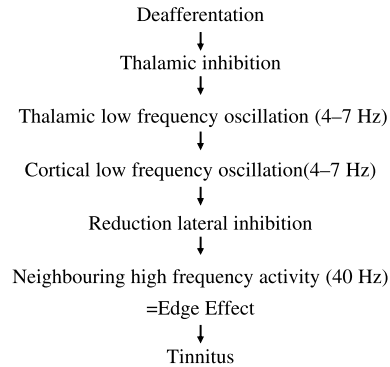 Deafferentation
Thalamic inhibition
Thalamic low frequency oscillation (4–7 Hz)
Cortical low frequency oscillation(4–7 Hz)
Reduction lateral inhibition
Neighbouring high frequency activity (40 Hz)
=Edge Effect
Tinnitus